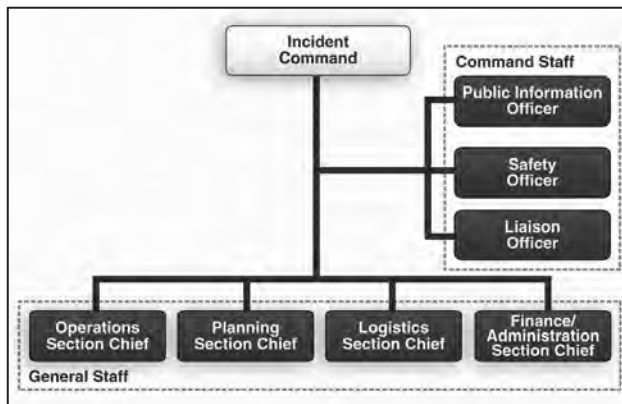 Incident
Command
Command Staff
Public Information
Officer
Safety
Officer
Liaison
Officer
Operations
Section Chief
Planning
Section Chief
Logistics
Section Chief
Finance/
Administration
Section Chief
General Staff